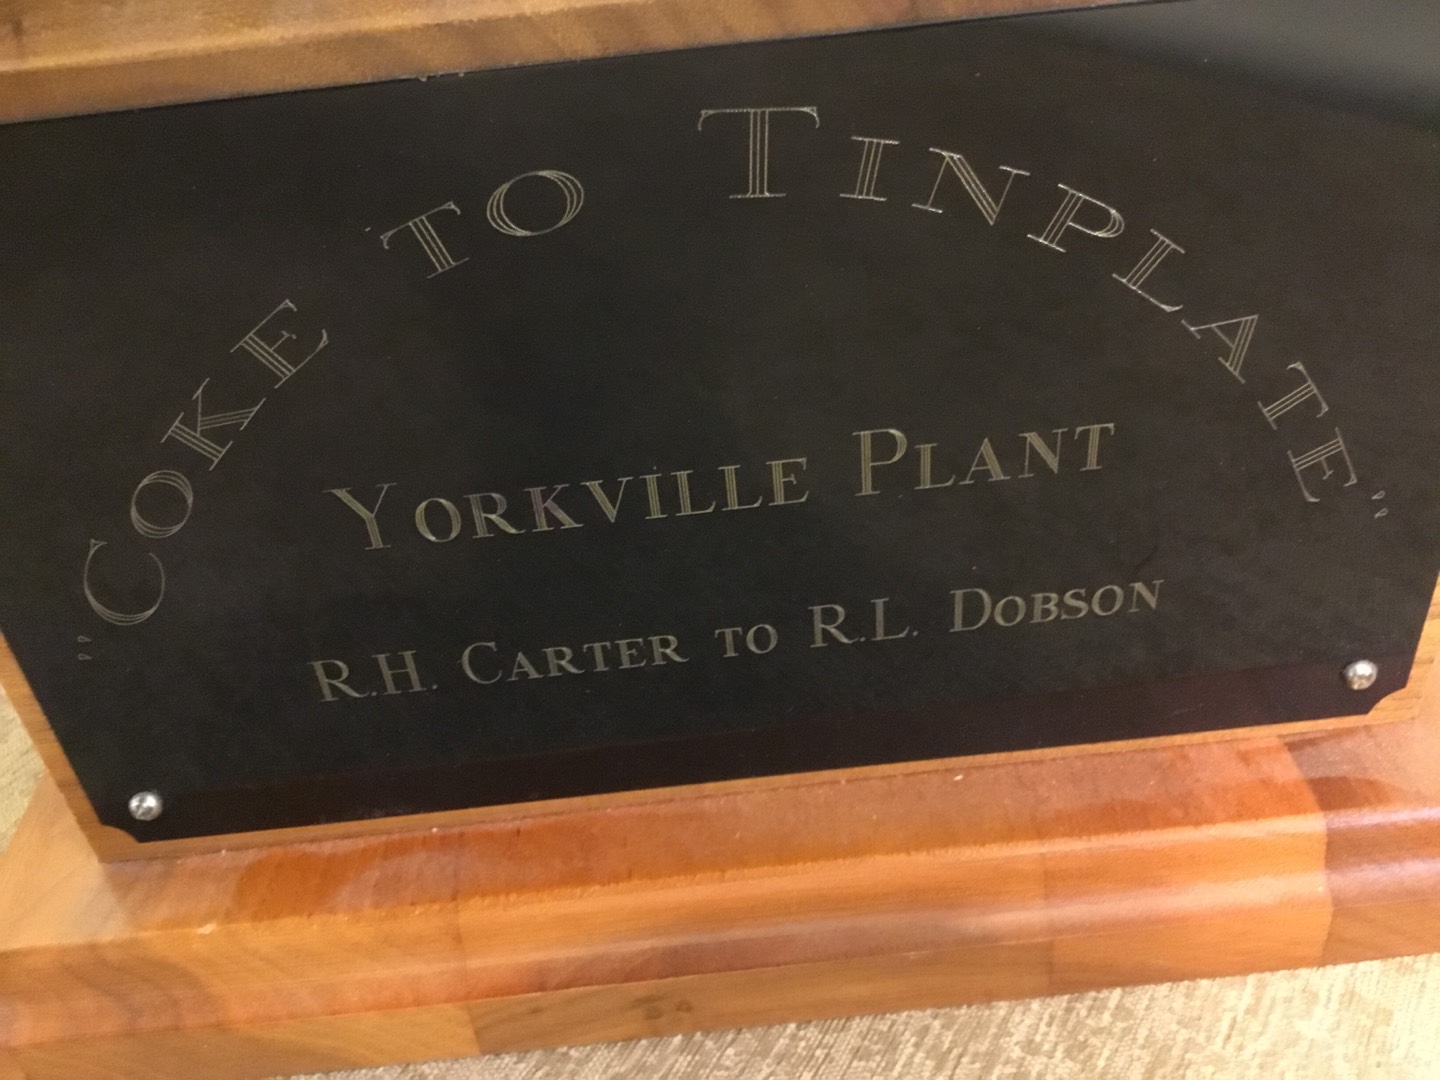 "Coke to Tinplate"
Yorkville Plant
R.H. Carter to R.L. Dobson